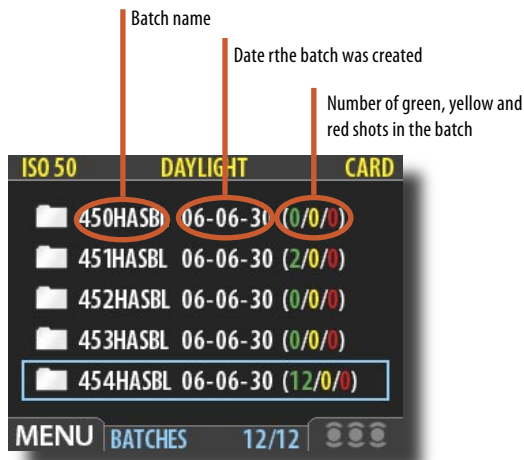 Batch name
Date rthe batch was created
Number of green, yellow and
red shots in the batch
ISO 50 DAYLIGHT CARD
450HASBL 06-06-30 (0/0/0)
451HASBL 06-06-30 (2/0/0)
452HASBL 06-06-30 (0/0/0)
453HASBL 06-06-30 (0/0/0)
454HASBL 06-06-30 (12/0/0)
MENU BATCHES 12/12